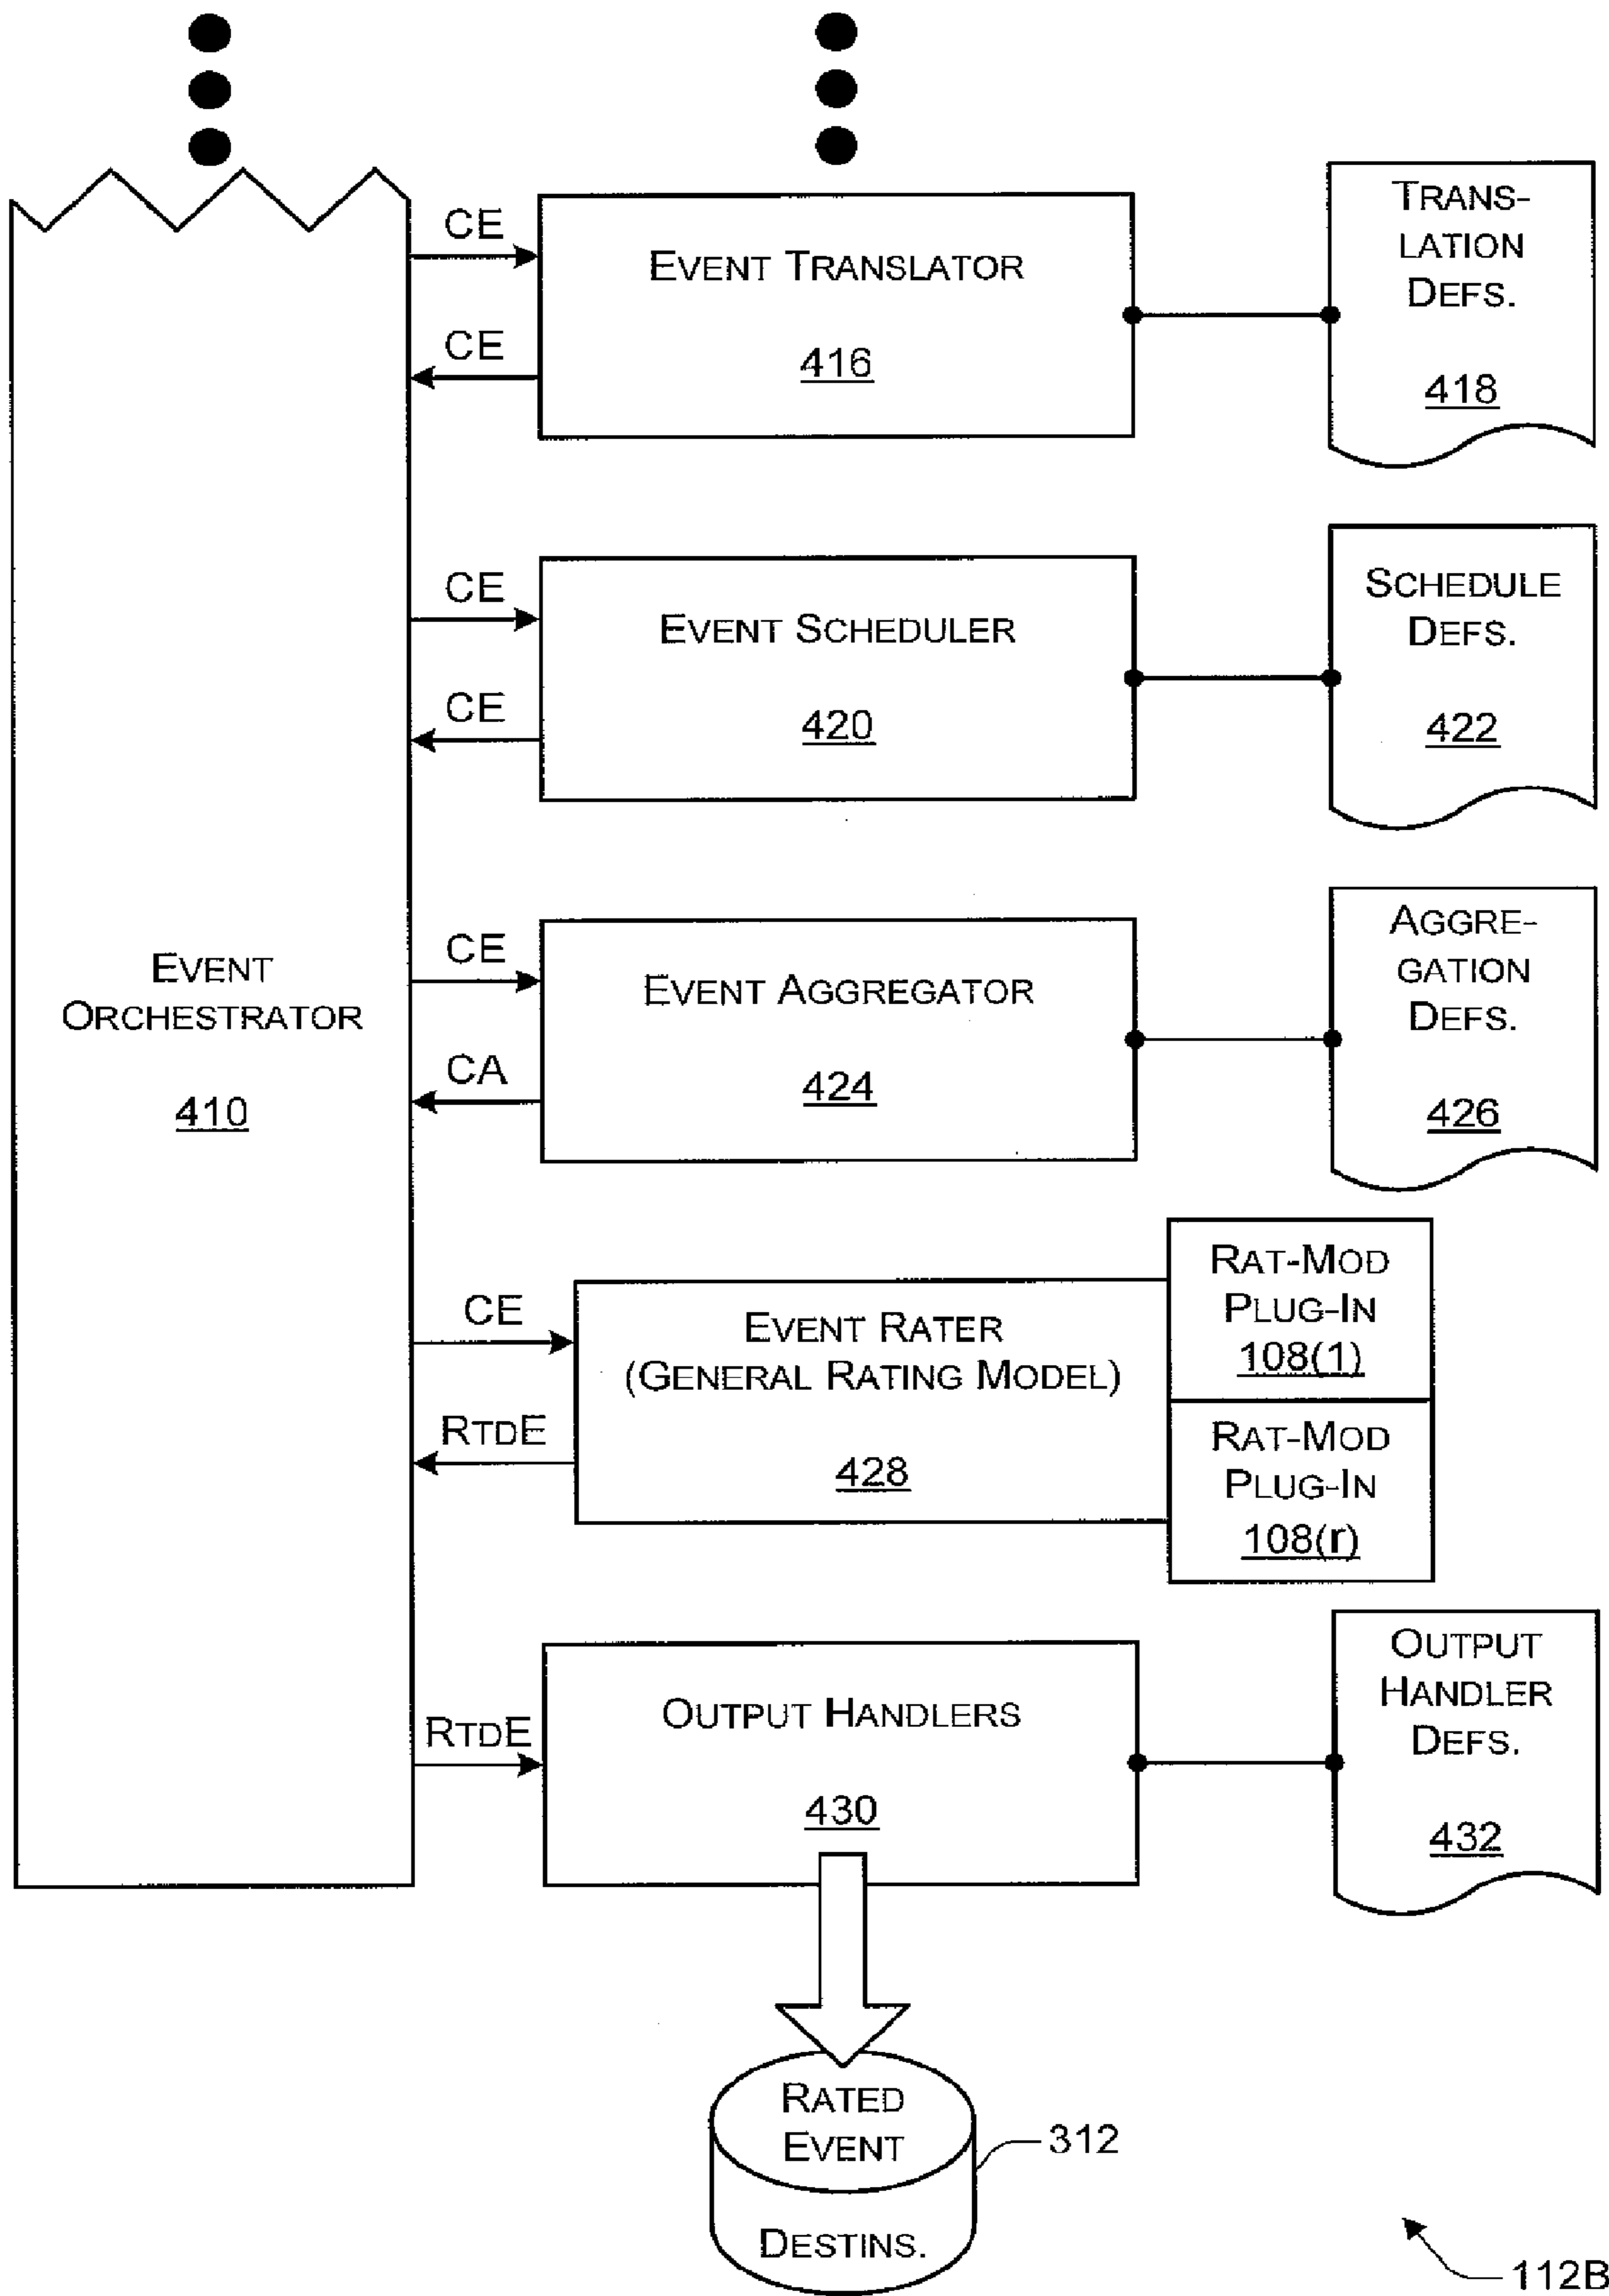 EVENT
ORCHESTRATOR
410
CE
CE
EVENT TRANSLATOR
416
TRANS-
LATION
DEFS.
418
CE
CE
EVENT SCHEDULER
420
SCHEDULE
DEFS.
422
CE
CA
EVENT AGGREGATOR
424
AGGRE-
GATION
DEFS.
426
CE
RTDE
EVENT RATER
(GENERAL RATING MODEL)
428
RAT-MOD
PLUG-IN
108(1)
RAT-MOD
PLUG-IN
108(r)
RTDE
OUTPUT HANDLERS
430
OUTPUT
HANDLER
DEFS.
432
RATED
EVENT
DESTINS.
312
112B